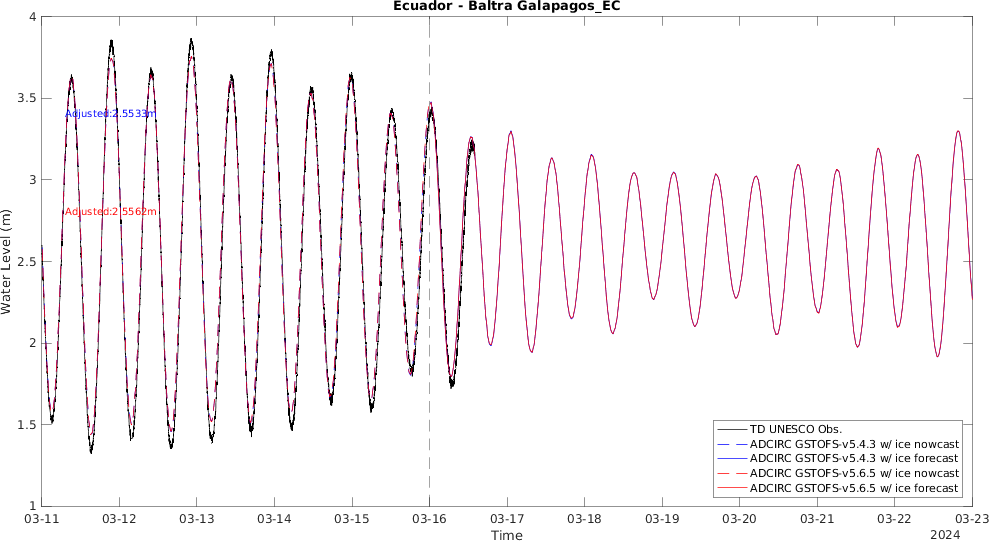 Ecuador - Baltra Galapagos_EC
4
3.5
3
2.5
2
1.5
1
Water Level (m)
Adjusted:2.5533m
Adjusted:2.5562m
TD UNESCO Obs.
ADCIRC GSTOFS-v5.4.3 w/ ice nowcast
ADCIRC GSTOFS-v5.4.3 w/ ice forecast
ADCIRC GSTOFS-v5.6.5 w/ ice nowcast
ADCIRC GSTOFS-v5.6.5 w/ ice forecast
03-11 03-12 03-13 03-14 03-15 03-16 03-17 03-18 03-19 03-20 03-21 03-22 03-23
Time
2024